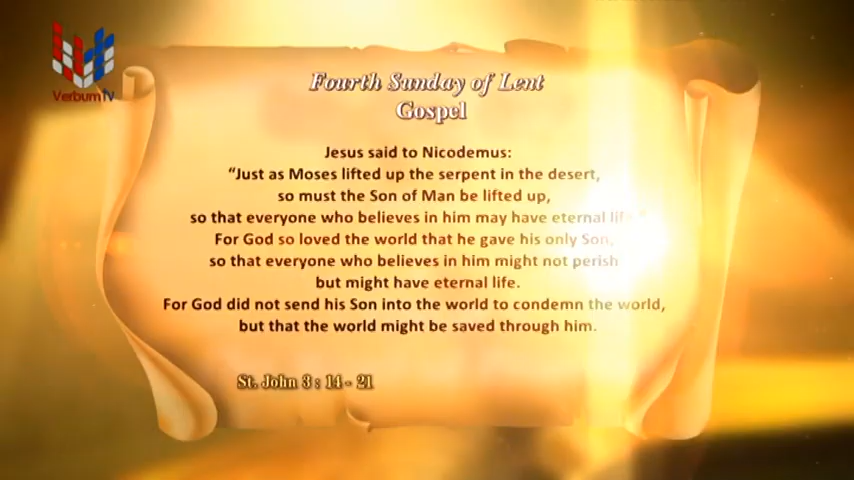 Verbum TV
Fourth Sunday of Lent
Gospel
Jesus said to Nicodemus:
“Just as Moses lifted up the serpent in the desert,
so must the Son of Man be lifted up,
so that everyone who believes in him may have eternal life.”
For God so loved the world that he gave his only Son,
so that everyone who believes in him might not perish
but might have eternal life.
For God did not send his Son into the world to condemn the world,
but that the world might be saved through him.
St. John 3 : 14 - 21